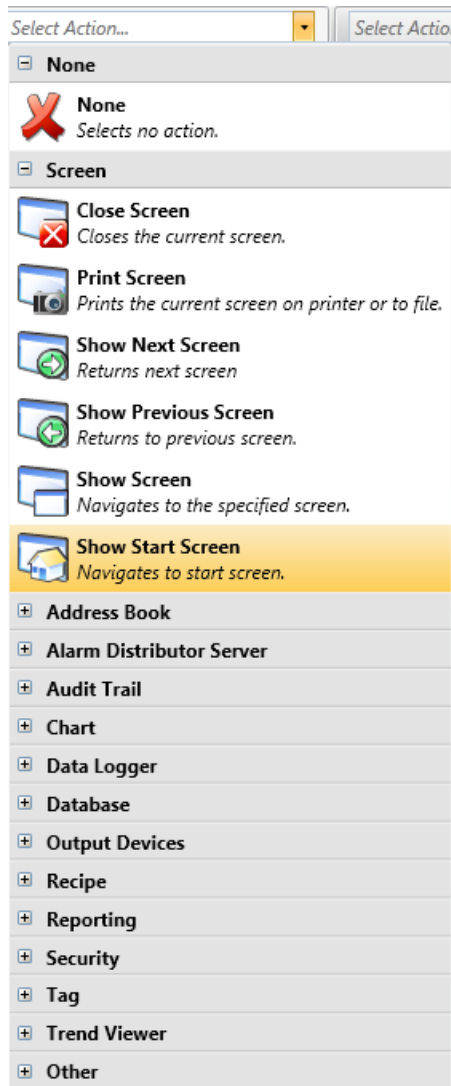 Select Action...
Select Actio
None
None
Selects no action.
Screen
Close Screen
Closes the current screen.
Print Screen
Prints the current screen on printer or to file.
Show Next Screen
Returns next screen
Show Previous Screen
Returns to previous screen.
Show Screen
Navigates to the specified screen.
Show Start Screen
Navigates to start screen.
Address Book
Alarm Distributor Server
Audit Trail
Chart
Data Logger
Database
Output Devices
Recipe
Reporting
Security
Tag
Trend Viewer
Other